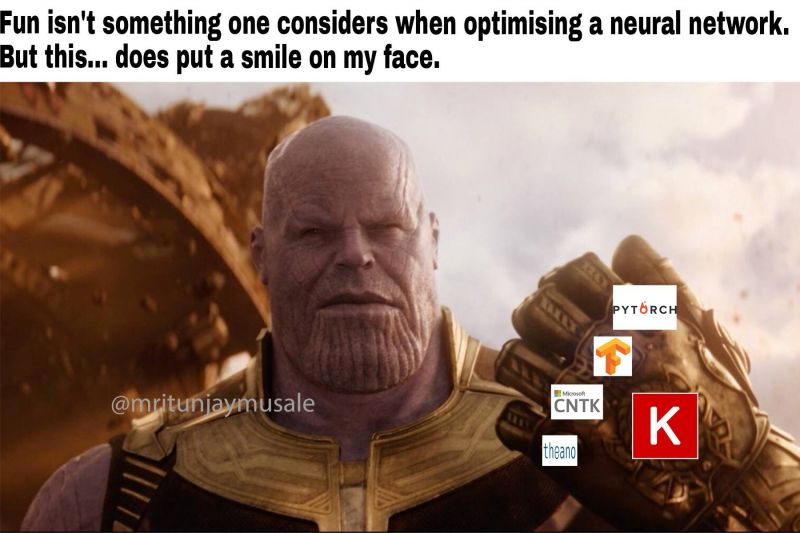 Fun isn't something one considers when optimising a neural network.
But this... does put a smile on my face.
PYTORCH
@mritunjaymusale
Microsoft
CNTK
K
theano